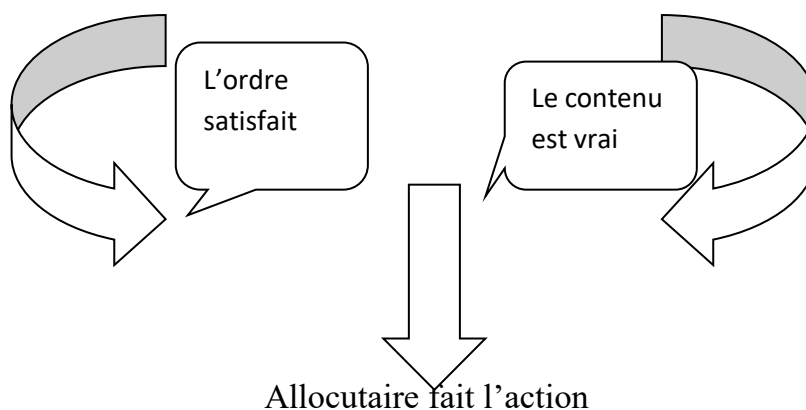 L’ordre
satisfait
Le contenu
est vrai
Allocutaire fait l’action